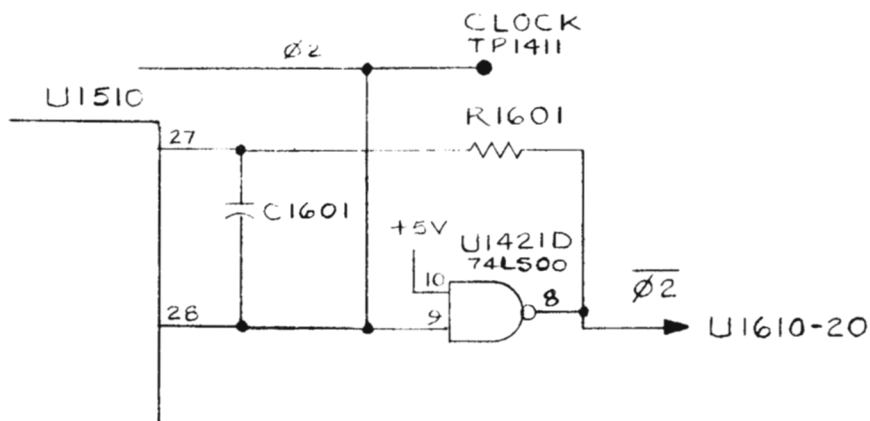 CLOCK
TP1411
ø2
U1510
R1601
27
C1601
+5V
U1421D
74LS00
10
8
ø2
28
9
U1610-20